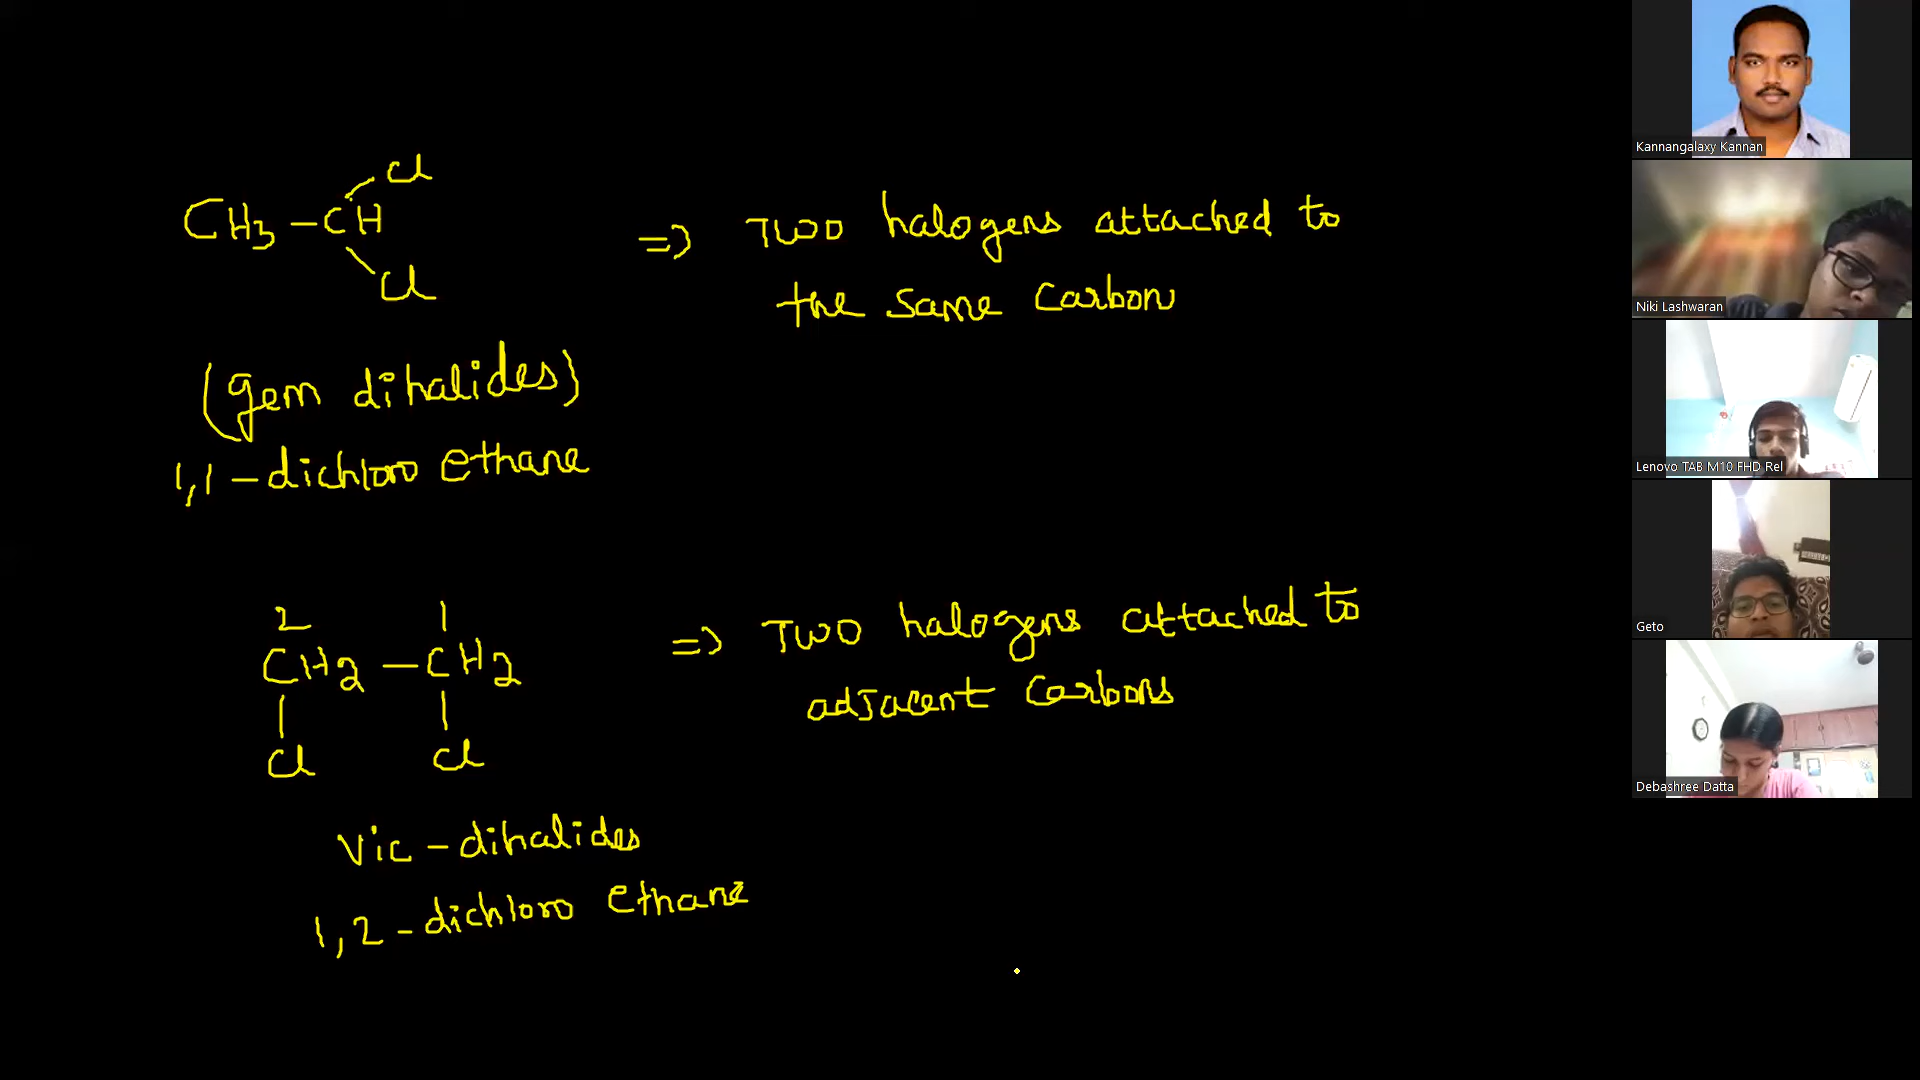 CH3 - CH
Cl
Cl
=> TWO halogens attached to
the same carbon
(gem dihalides)
1,1 - dichloro ethane
2 1
CH2 - CH2
Cl Cl
=> TWO halogens attached to
adjacent carbons
Vic - dihalides
1,2 - dichloro ethane
Kannangalaxy Kannan
Niki Lashwaran
Lenovo TAB M10 FHD Rel
Geto
Debashree Datta